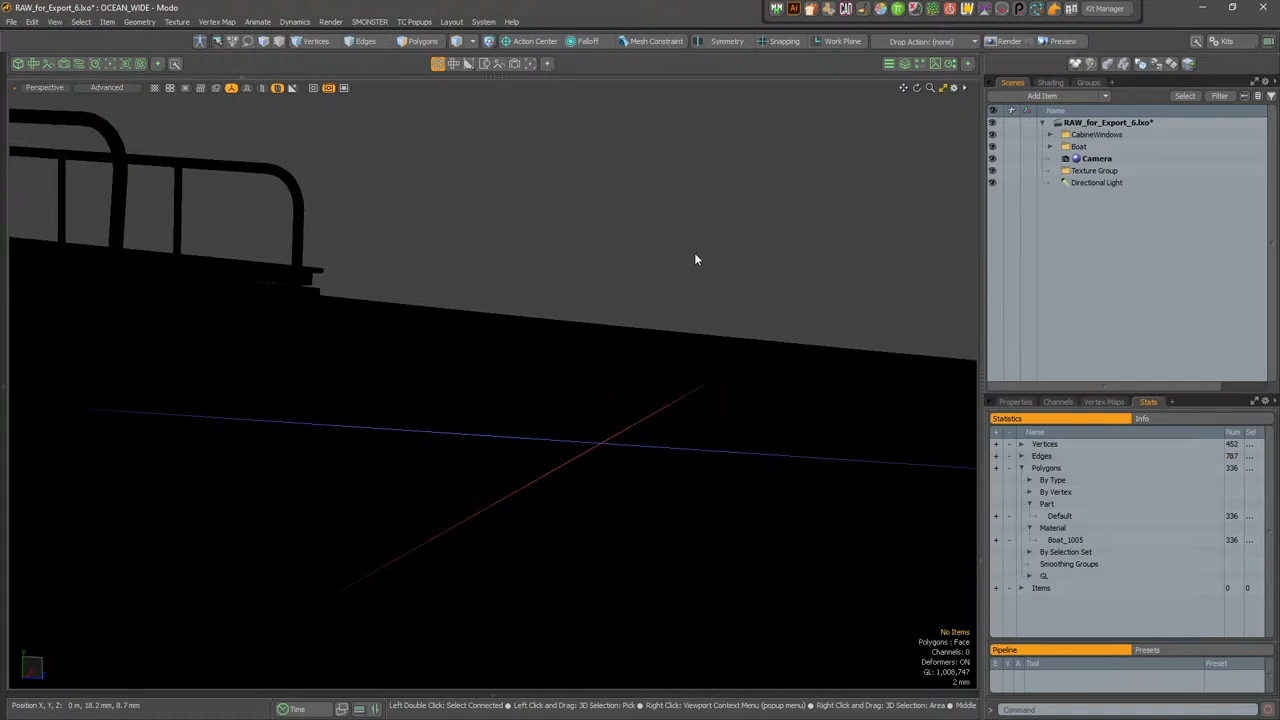 RAW_for_Export_6.lxo*: OCEAN_WIDE - Modo
Kit Manager
File Edit View Select Item Geometry Texture Vertex Map Animate Dynamics Render SMONSTER TC Popups Layout System Help
Vertices Edges Polygons Action Center Falloff Mesh Constraint Symmetry Snapping Work Plane Drop Action: (none) Render F9 Preview Kits
Perspective Advanced
Scenes Shading Groups +
Add Item Select Filter
Name
RAW_for_Export_6.lxo*
CabineWindows
Boat
Camera
Texture Group
Directional Light
Properties Channels Vertex Maps Stats +
Statistics Info
+ - Name Num Sel
+ - Vertices 452 ...
+ - Edges 787 ...
+ - Polygons 336 ...
By Type
By Vertex
Part
+ - Default 336 ...
Material
+ - Boat_1005 336 ...
By Selection Set
Smoothing Groups
GL
+ - Items 0 0
No Items
Polygons : Face
Channels: 0
Deformers: ON
GL: 1,008,747
2 mm
Pipeline Presets
E V A Tool Preset
Position X, Y, Z: 0 m, 18.2 mm, 8.7 mm Time Left Double Click: Select Connected ● Left Click and Drag: 3D Selection: Pick ● Right Click: Viewport Context Menu (popup menu) ● Right Click and Drag: 3D Selection: Area ● Middle
Command